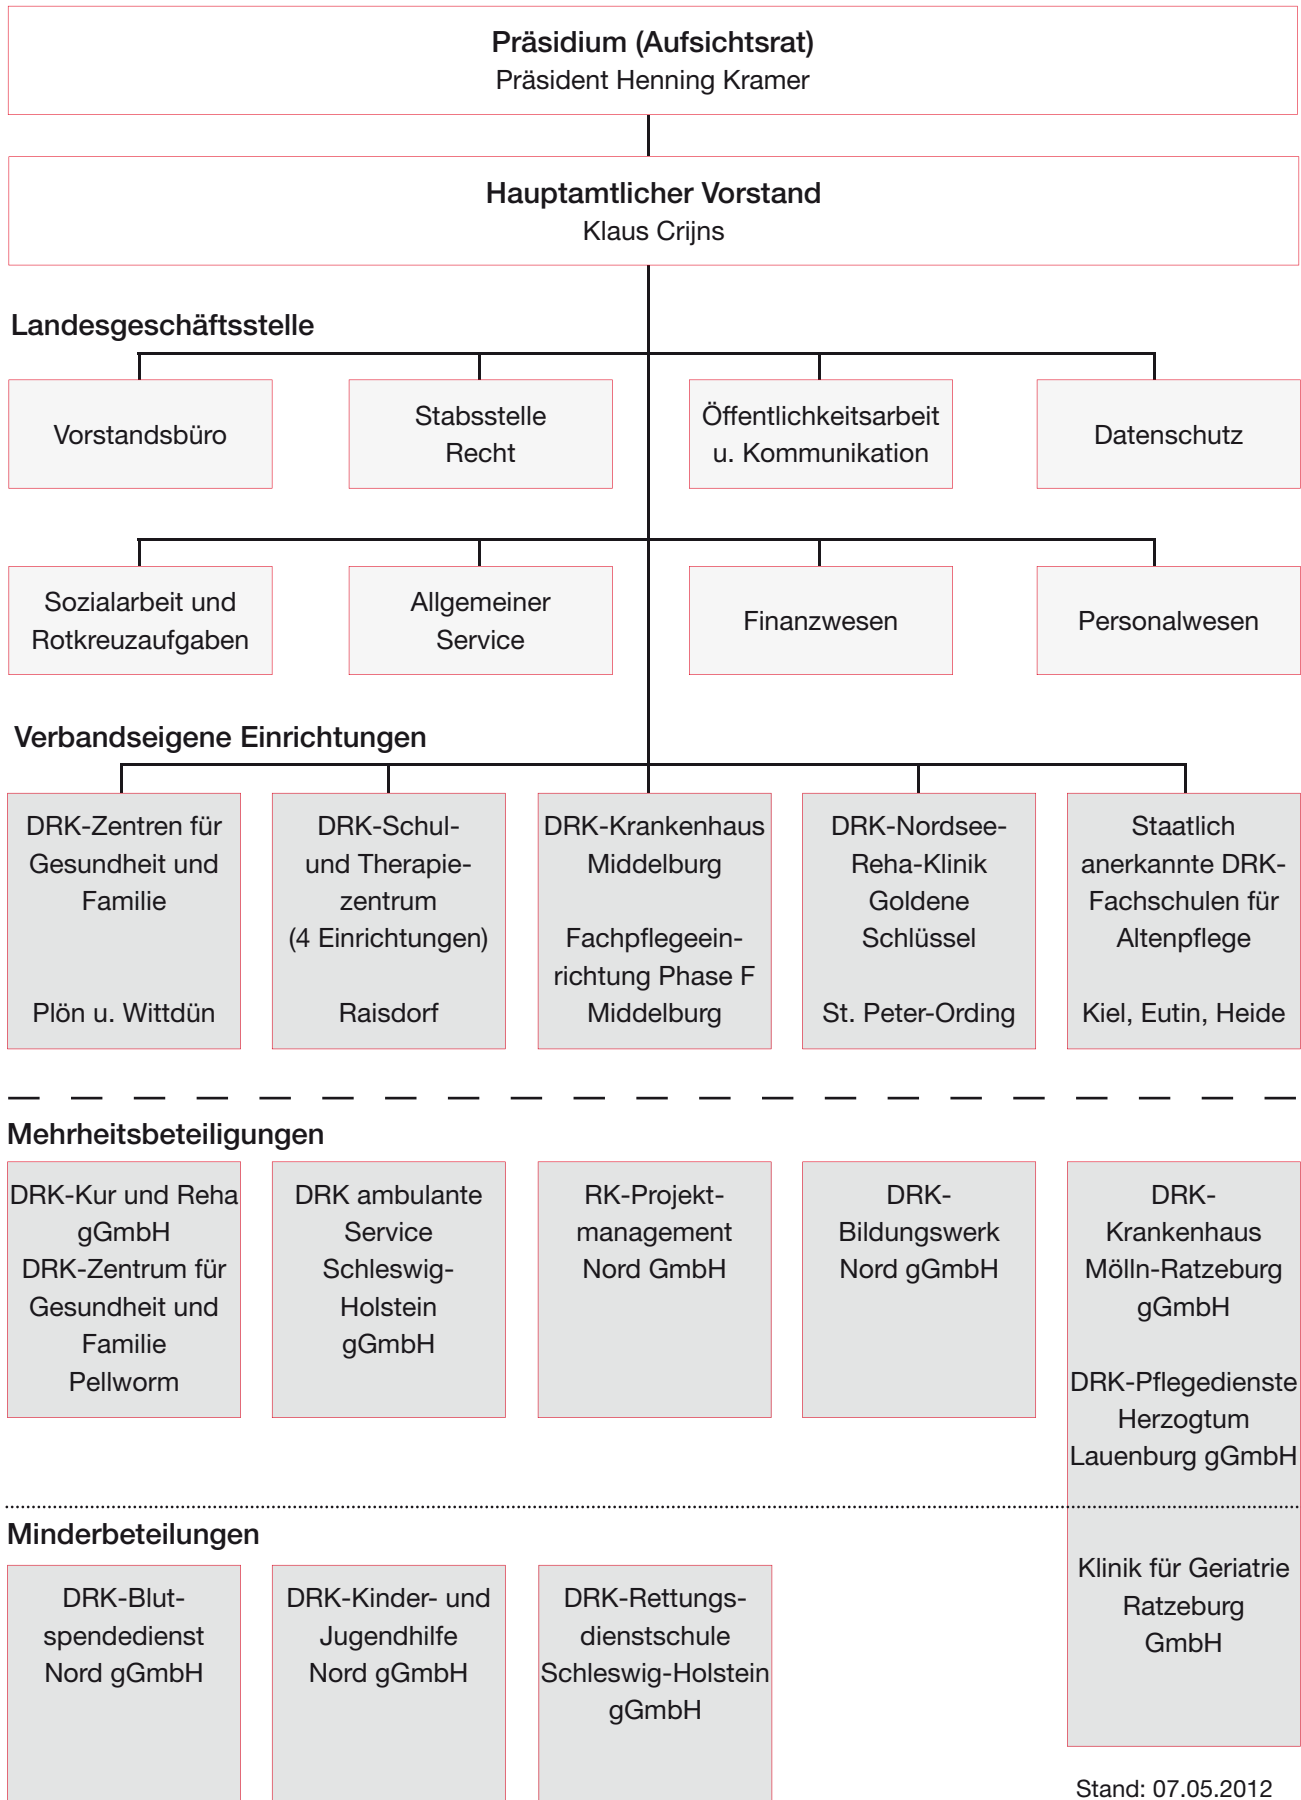 Präsidium (Aufsichtsrat)
Präsident Henning Kramer
Hauptamtlicher Vorstand
Klaus Crijns
Landesgeschäftsstelle
Vorstandsbüro
Stabsstelle
Recht
Öffentlichkeitsarbeit
u. Kommunikation
Datenschutz
Sozialarbeit und
Rotkreuzaufgaben
Allgemeiner
Service
Finanzwesen
Personalwesen
Verbandseigene Einrichtungen
DRK-Zentren für
Gesundheit und
Familie
Plön u. Wittdün
DRK-Schul-
und Therapie-
zentrum
(4 Einrichtungen)
Raisdorf
DRK-Krankenhaus
Middelburg
Fachpflegeein-
richtung Phase F
Middelburg
DRK-Nordsee-
Reha-Klinik
Goldene
Schlüssel
St. Peter-Ording
Staatlich
anerkannte DRK-
Fachschulen für
Altenpflege
Kiel, Eutin, Heide
Mehrheitsbeteiligungen
DRK-Kur und Reha
gGmbH
DRK-Zentrum für
Gesundheit und
Familie
Pellworm
DRK ambulante
Service
Schleswig-
Holstein
gGmbH
RK-Projekt-
management
Nord GmbH
DRK-
Bildungswerk
Nord gGmbH
DRK-
Krankenhaus
Mölln-Ratzeburg
gGmbH
DRK-Pflegedienste
Herzogtum
Lauenburg gGmbH
Klinik für Geriatrie
Ratzeburg
GmbH
Minderbeteilungen
DRK-Blut-
spendedienst
Nord gGmbH
DRK-Kinder- und
Jugendhilfe
Nord gGmbH
DRK-Rettungs-
dienstschule
Schleswig-Holstein
gGmbH
Stand: 07.05.2012